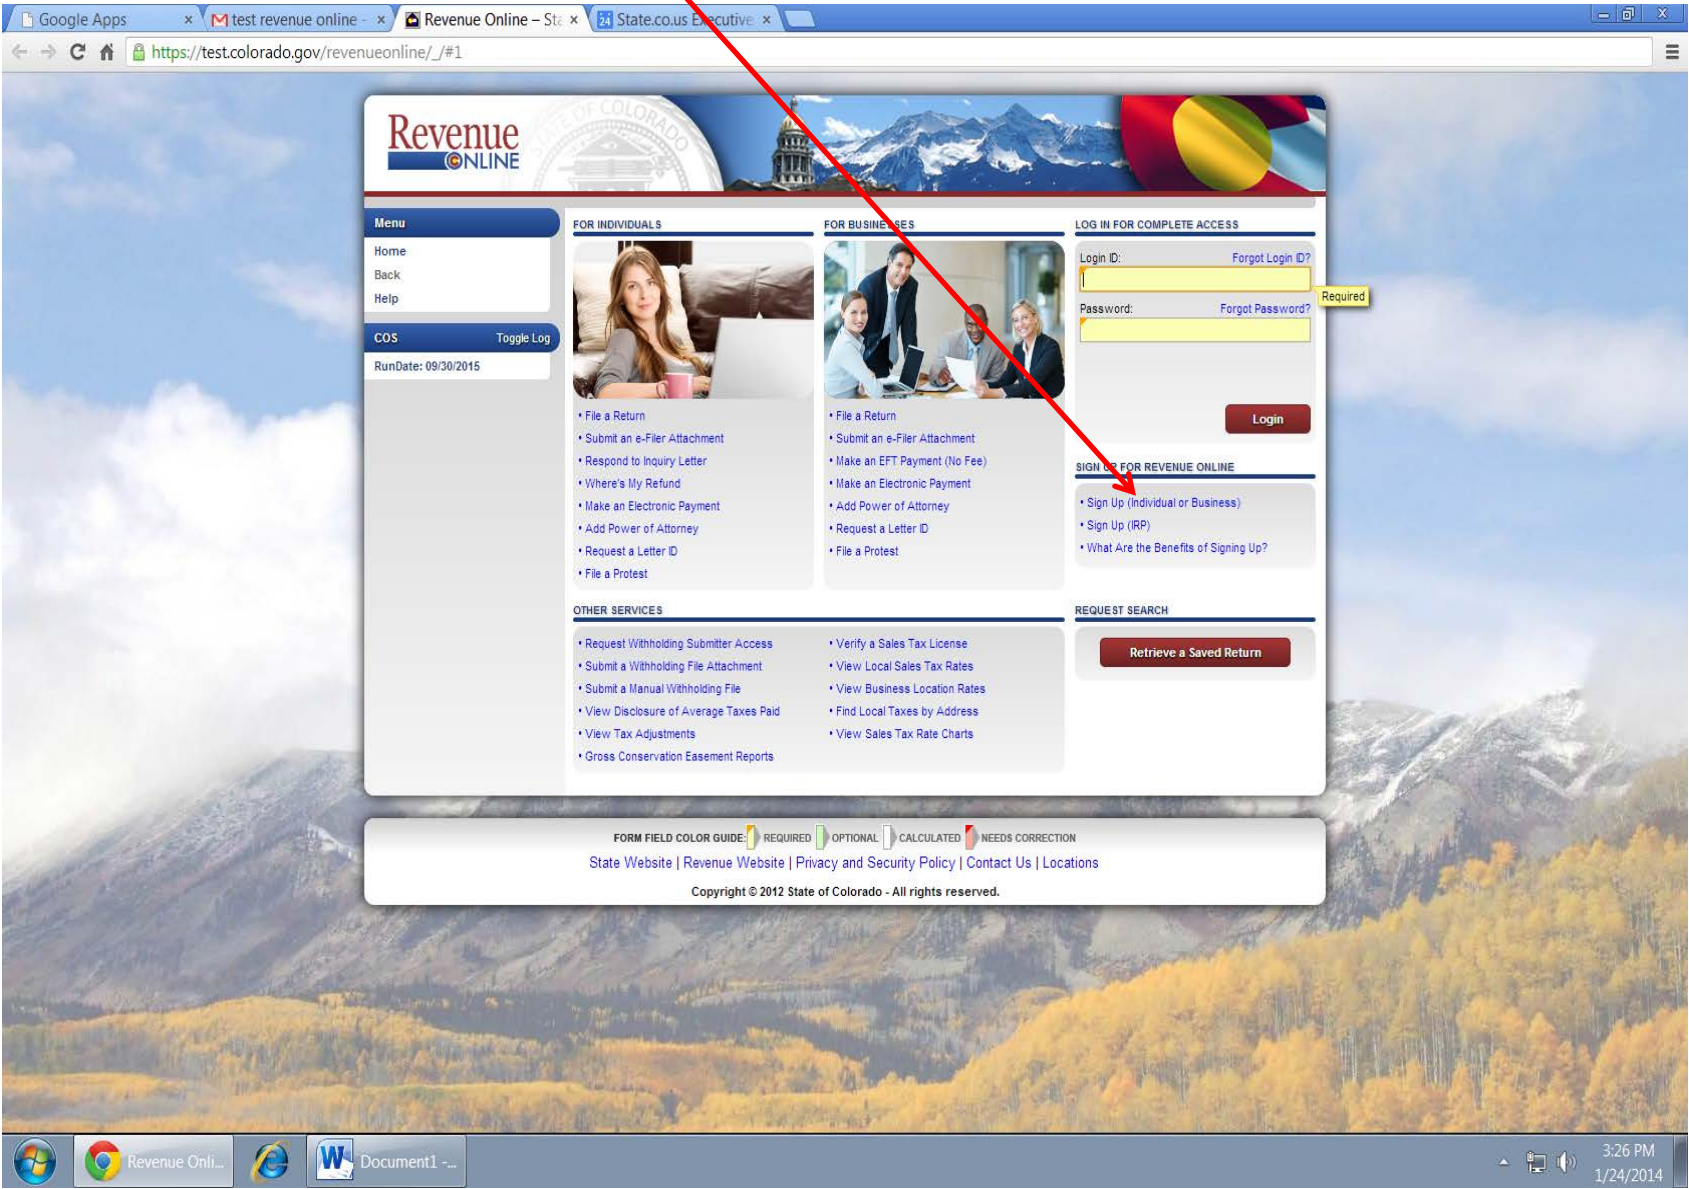 Google Apps
test revenue online -
Revenue Online – Sta
24 State.co.us Executive
https://test.colorado.gov/revenueonline/_/#1
Revenue
ONLINE
STATE OF COLORADO
Menu
Home
Back
Help
COS Toggle Log
RunDate: 09/30/2015
FOR INDIVIDUALS
• File a Return
• Submit an e-Filer Attachment
• Respond to Inquiry Letter
• Where's My Refund
• Make an Electronic Payment
• Add Power of Attorney
• Request a Letter ID
• File a Protest
FOR BUSINESSES
• File a Return
• Submit an e-Filer Attachment
• Make an EFT Payment (No Fee)
• Make an Electronic Payment
• Add Power of Attorney
• Request a Letter ID
• File a Protest
LOG IN FOR COMPLETE ACCESS
Login ID: Forgot Login ID?
Required
Password: Forgot Password?
Login
SIGN UP FOR REVENUE ONLINE
• Sign Up (Individual or Business)
• Sign Up (IRP)
• What Are the Benefits of Signing Up?
OTHER SERVICES
• Request Withholding Submitter Access
• Submit a Withholding File Attachment
• Submit a Manual Withholding File
• View Disclosure of Average Taxes Paid
• View Tax Adjustments
• Gross Conservation Easement Reports
• Verify a Sales Tax License
• View Local Sales Tax Rates
• View Business Location Rates
• Find Local Taxes by Address
• View Sales Tax Rate Charts
REQUEST SEARCH
Retrieve a Saved Return
FORM FIELD COLOR GUIDE: REQUIRED OPTIONAL CALCULATED NEEDS CORRECTION
State Website | Revenue Website | Privacy and Security Policy | Contact Us | Locations
Copyright © 2012 State of Colorado - All rights reserved.
Revenue Onli...
Document1 -...
3:26 PM
1/24/2014